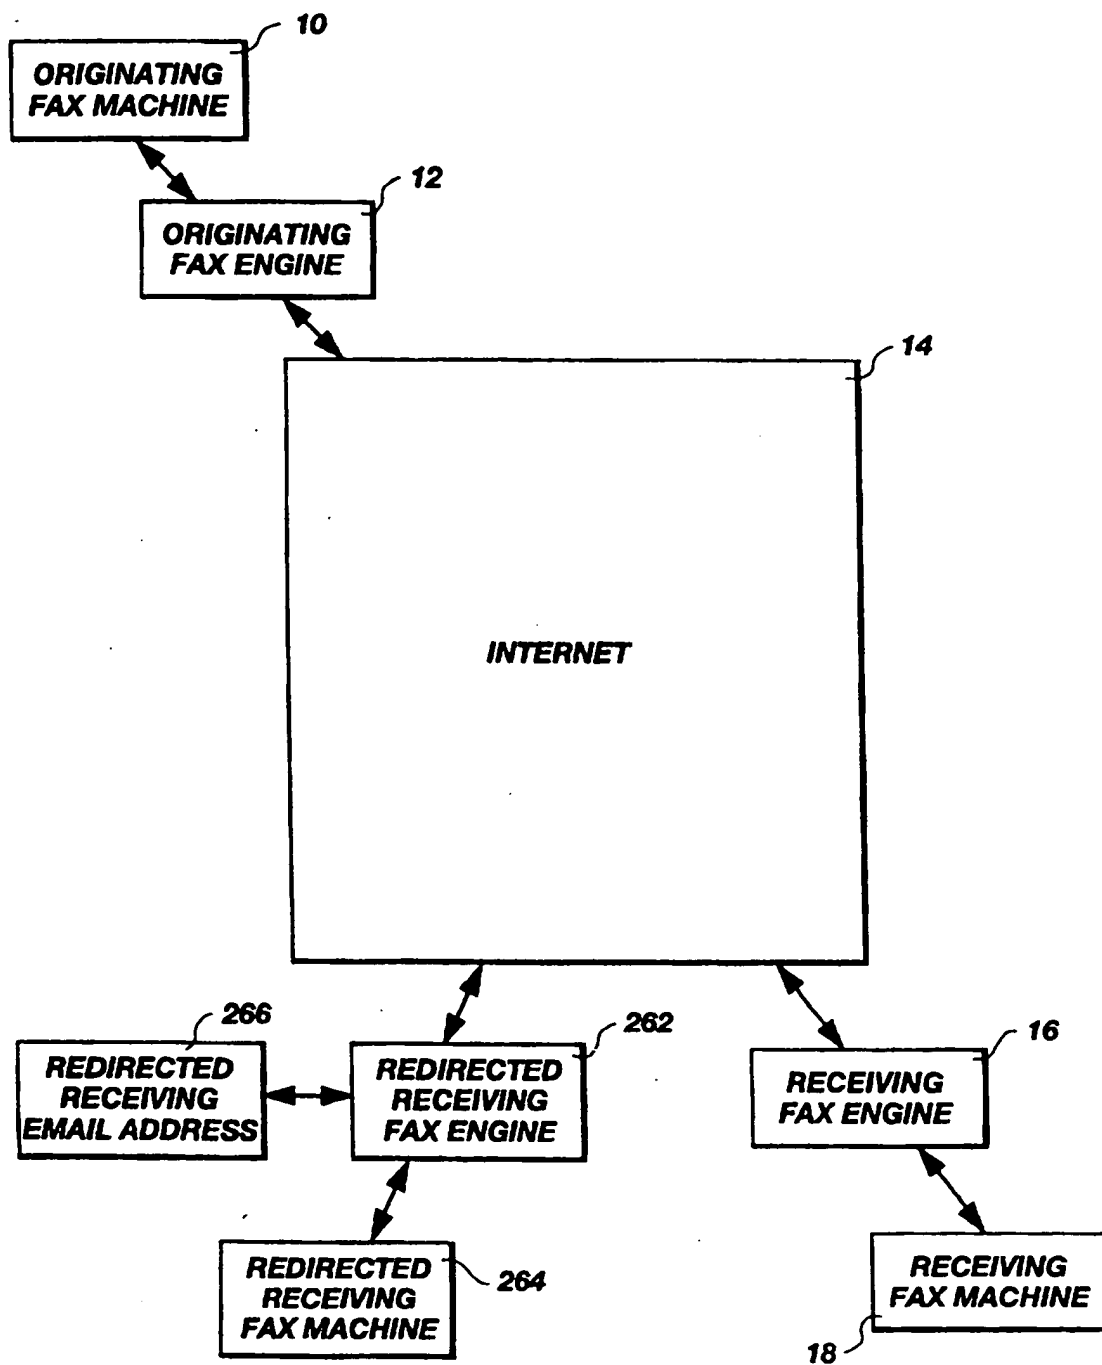 10
ORIGINATING
FAX MACHINE
12
ORIGINATING
FAX ENGINE
14
INTERNET
266
REDIRECTED
RECEIVING
EMAIL ADDRESS
262
REDIRECTED
RECEIVING
FAX ENGINE
16
RECEIVING
FAX ENGINE
REDIRECTED
RECEIVING
FAX MACHINE
264
RECEIVING
FAX MACHINE
18